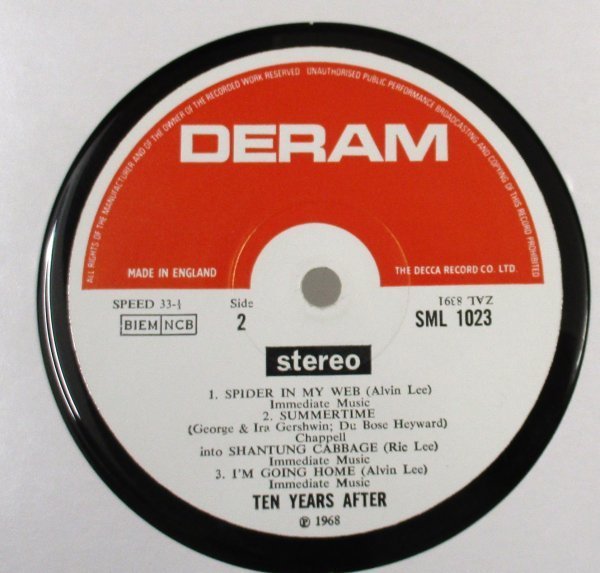 ALL RIGHTS OF THE MANUFACTURER AND OF THE OWNER OF THE RECORDED WORK RESERVED UNAUTHORISED PUBLIC PERFORMANCE BROADCASTING AND COPYING OF THIS RECORD PROHIBITED
DERAM
MADE IN ENGLAND
THE DECCA RECORD CO. LTD.
SPEED 33-⅓
Side
ZAL 8391
BIEM NCB
2
SML 1023
stereo
1. SPIDER IN MY WEB (Alvin Lee)
Immediate Music
2. SUMMERTIME
(George & Ira Gershwin; Du Bose Heyward)
Chappell
into SHANTUNG CABBAGE (Ric Lee)
Immediate Music
3. I'M GOING HOME (Alvin Lee)
Immediate Music
TEN YEARS AFTER
℗ 1968